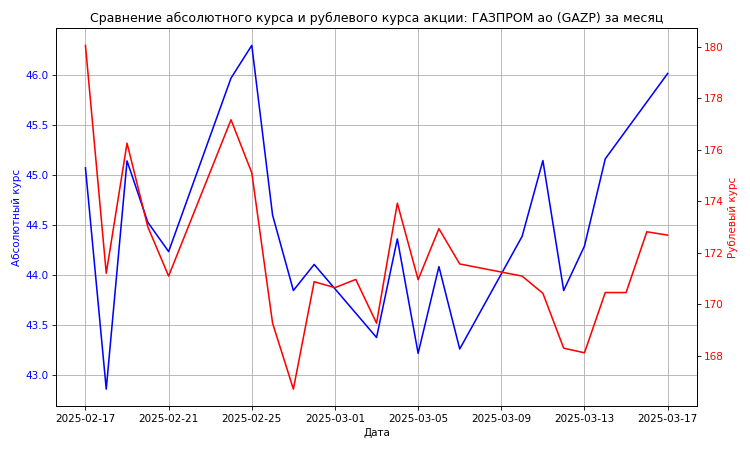 Сравнение абсолютного курса и рублевого курса акции: ГАЗПРОМ ао (GAZP) за месяц
Абсолютный курс
46.0
45.5
45.0
44.5
44.0
43.5
43.0
180
178
176
174
172
170
168
Рублевый курс
2025-02-17 2025-02-21 2025-02-25 2025-03-01 2025-03-05 2025-03-09 2025-03-13 2025-03-17
Дата